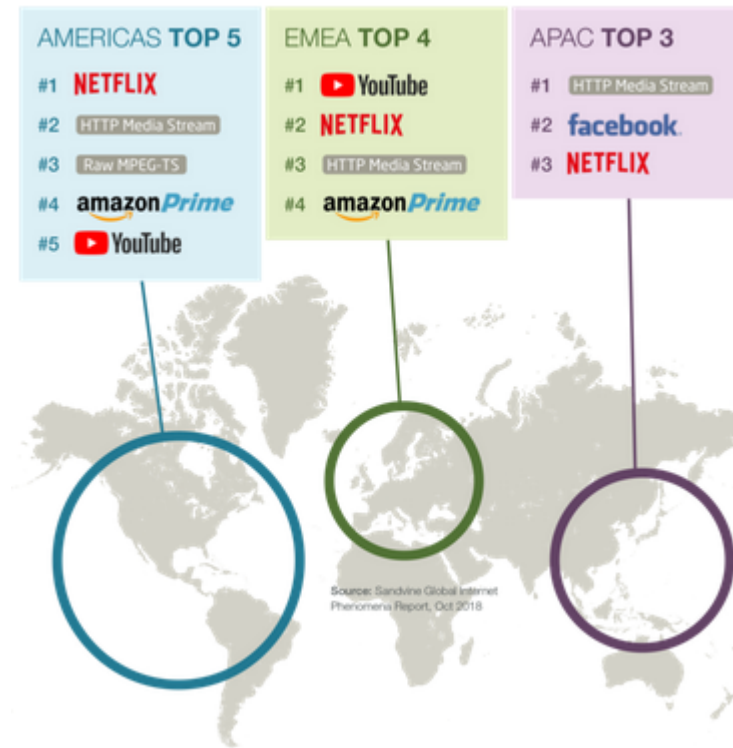 AMERICAS TOP 5
#1 NETFLIX
#2 HTTP Media Stream
#3 Raw MPEG-TS
#4 amazon Prime
#5 YouTube
EMEA TOP 4
#1 YouTube
#2 NETFLIX
#3 HTTP Media Stream
#4 amazon Prime
APAC TOP 3
#1 HTTP Media Stream
#2 facebook.
#3 NETFLIX
Source: Sandvine Global Internet
Phenomena Report, Oct 2018